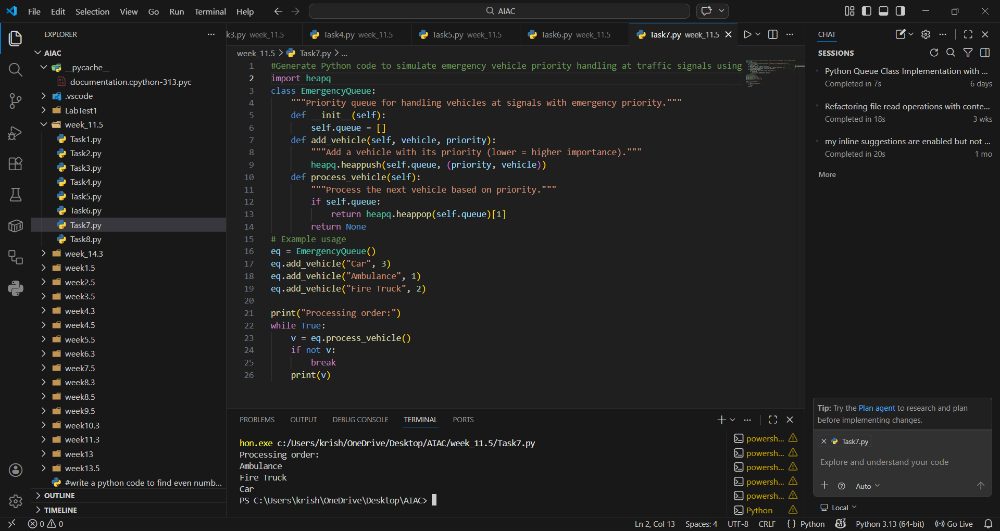 File Edit Selection View Go Run Terminal Help
AIAC
EXPLORER
AIAC
__pycache__
documentation.cpython-313.pyc
.vscode
LabTest1
week_11.5
Task1.py
Task2.py
Task3.py
Task4.py
Task5.py
Task6.py
Task7.py
Task8.py
week_14.3
week1.5
week2.5
week3.5
week4.3
week4.5
week5.5
week6.3
week7.5
week8.3
week8.5
week9.5
week10.3
week11.3
week13
week13.5
#write a python code to find even numb...
OUTLINE
TIMELINE
k3.py week_11.5
Task4.py week_11.5
Task5.py week_11.5
Task6.py week_11.5
Task7.py week_11.5
week_11.5 > Task7.py > ...
1 #Generate Python code to simulate emergency vehicle priority handling at traffic signals using
2 import heapq
3 class EmergencyQueue:
4     """Priority queue for handling vehicles at signals with emergency priority."""
5     def __init__(self):
6         self.queue = []
7     def add_vehicle(self, vehicle, priority):
8         """Add a vehicle with its priority (lower = higher importance)."""
9         heapq.heappush(self.queue, (priority, vehicle))
10     def process_vehicle(self):
11         """Process the next vehicle based on priority."""
12         if self.queue:
13             return heapq.heappop(self.queue)[1]
14         return None
15 # Example usage
16 eq = EmergencyQueue()
17 eq.add_vehicle("Car", 3)
18 eq.add_vehicle("Ambulance", 1)
19 eq.add_vehicle("Fire Truck", 2)
20
21 print("Processing order:")
22 while True:
23     v = eq.process_vehicle()
24     if not v:
25         break
26     print(v)
PROBLEMS OUTPUT DEBUG CONSOLE TERMINAL PORTS
hon.exe c:/Users/krish/OneDrive/Desktop/AIAC/week_11.5/Task7.py
Processing order:
Ambulance
Fire Truck
Car
PS C:\Users\krish\OneDrive\Desktop\AIAC>
powersh...
powersh...
powersh...
powersh...
powersh...
Python
CHAT
SESSIONS
Python Queue Class Implementation with ...
Completed in 7s 6 days
Refactoring file read operations with conte...
Completed in 18s 3 wks
my inline suggestions are enabled but not ...
Completed in 20s 1 mo
More
Tip: Try the Plan agent to research and plan
before implementing changes.
Task7.py
Explore and understand your code
Auto
Local
0 0
Ln 2, Col 13 Spaces: 4 UTF-8 CRLF {} Python Python 3.13 (64-bit) Go Live